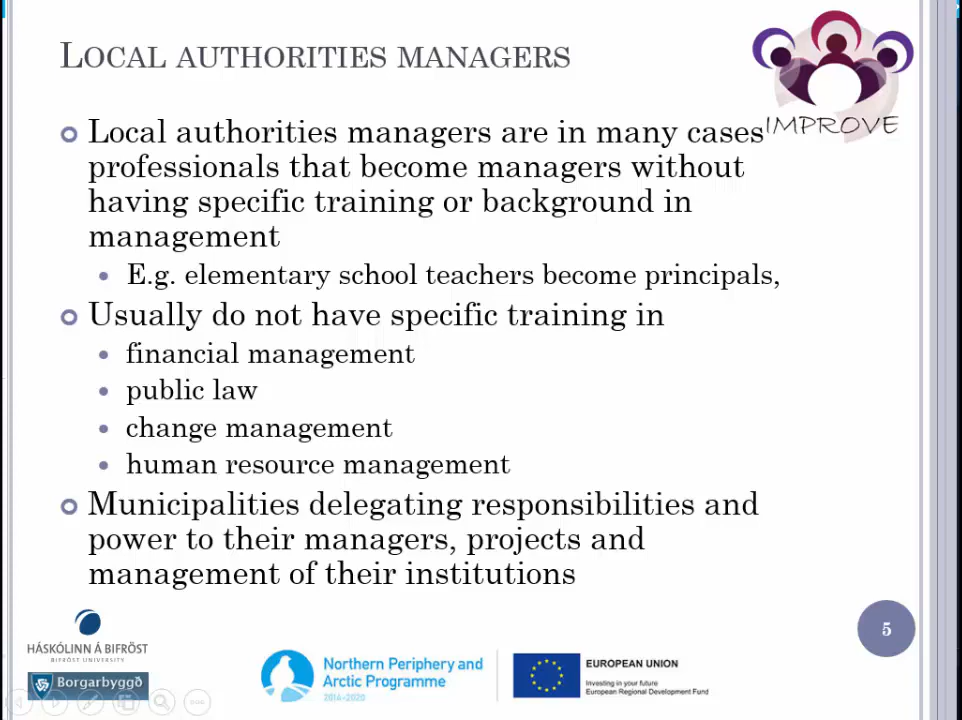 LOCAL AUTHORITIES MANAGERS
IMPROVE
Local authorities managers are in many cases
professionals that become managers without
having specific training or background in
management
E.g. elementary school teachers become principals,
Usually do not have specific training in
financial management
public law
change management
human resource management
Municipalities delegating responsibilities and
power to their managers, projects and
management of their institutions
5
HÁSKÓLINN Á BIFRÖST
BIFRÖST UNIVERSITY
Borgarbyggð
Northern Periphery and
Arctic Programme
2014-2020
EUROPEAN UNION
Investing in your future
European Regional Development Fund